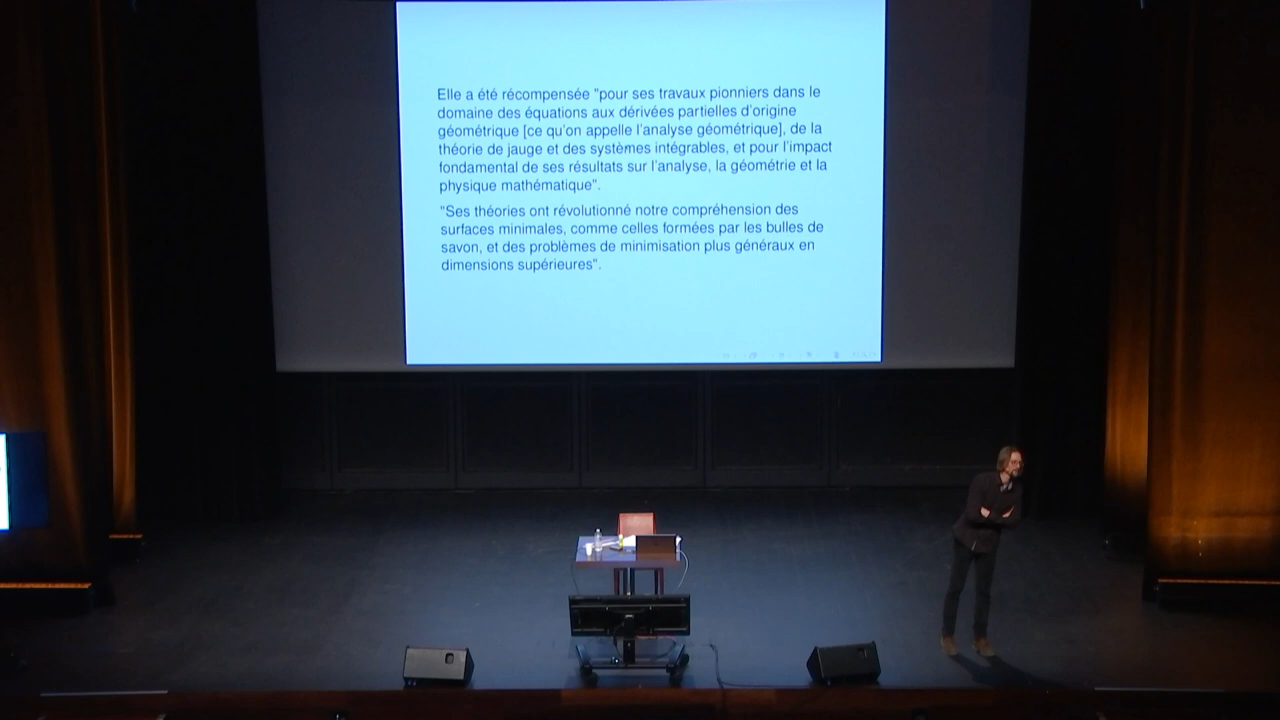 Elle a été récompensée "pour ses travaux pionniers dans le
domaine des équations aux dérivées partielles d'origine
géométrique [ce qu'on appelle l'analyse géométrique], de la
théorie de jauge et des systèmes intégrables, et pour l'impact
fondamental de ses résultats sur l'analyse, la géométrie et la
physique mathématique".
"Ses théories ont révolutionné notre compréhension des
surfaces minimales, comme celles formées par les bulles de
savon, et des problèmes de minimisation plus généraux en
dimensions supérieures".